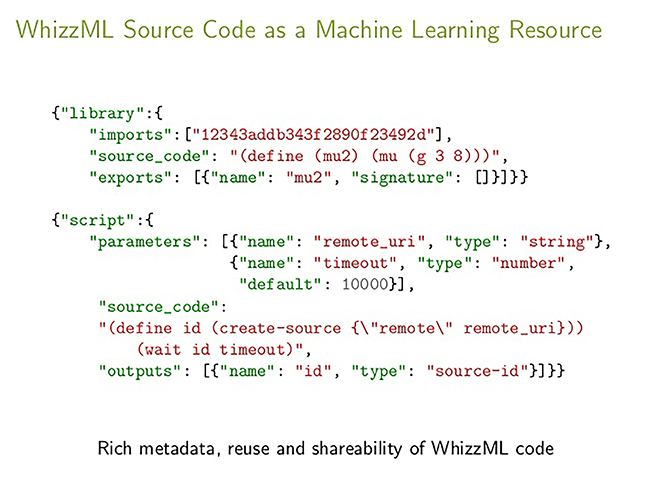 WhizzML Source Code as a Machine Learning Resource
{"library":{
"imports":["12343addb343f2890f23492d"],
"source_code": "(define (mu2) (mu (g 3 8)))",
"exports": [{"name": "mu2", "signature": []}]}}
{"script":{
"parameters": [{"name": "remote_uri", "type": "string"},
{"name": "timeout", "type": "number",
"default": 10000}],
"source_code":
"(define id (create-source {\"remote\" remote_uri}))
(wait id timeout)",
"outputs": [{"name": "id", "type": "source-id"}]}}
Rich metadata, reuse and shareability of WhizzML code